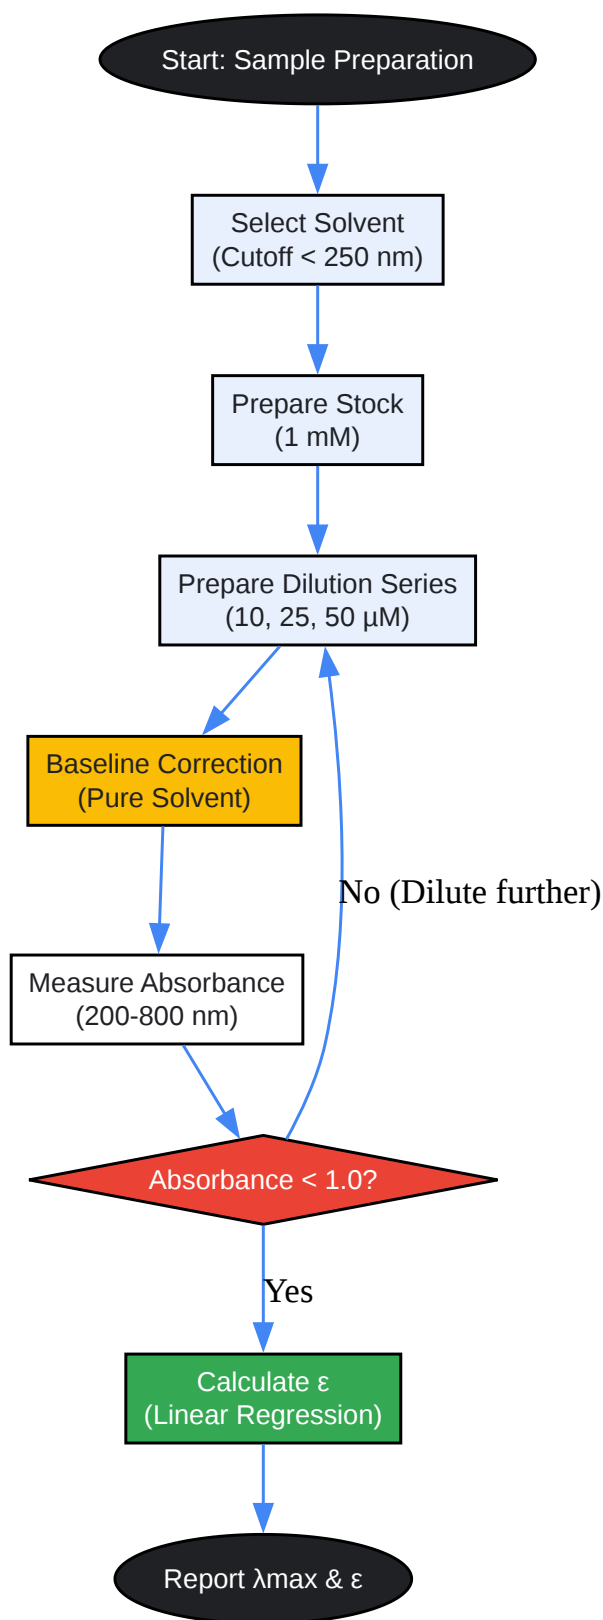 Start: Sample Preparation
Select Solvent
(Cutoff < 250 nm)
Prepare Stock
(1 mM)
Prepare Dilution Series
(10, 25, 50 µM)
Baseline Correction
(Pure Solvent)
No (Dilute further)
Measure Absorbance
(200-800 nm)
Absorbance < 1.0?
Yes
Calculate ε
(Linear Regression)
Report λmax & ε